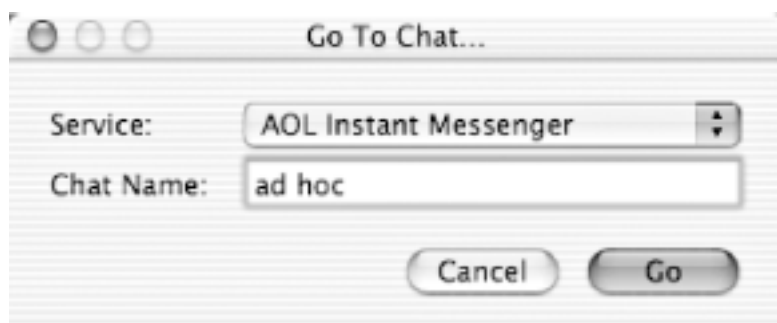 Go To Chat...
Service: AOL Instant Messenger
Chat Name: ad hoc
Cancel Go